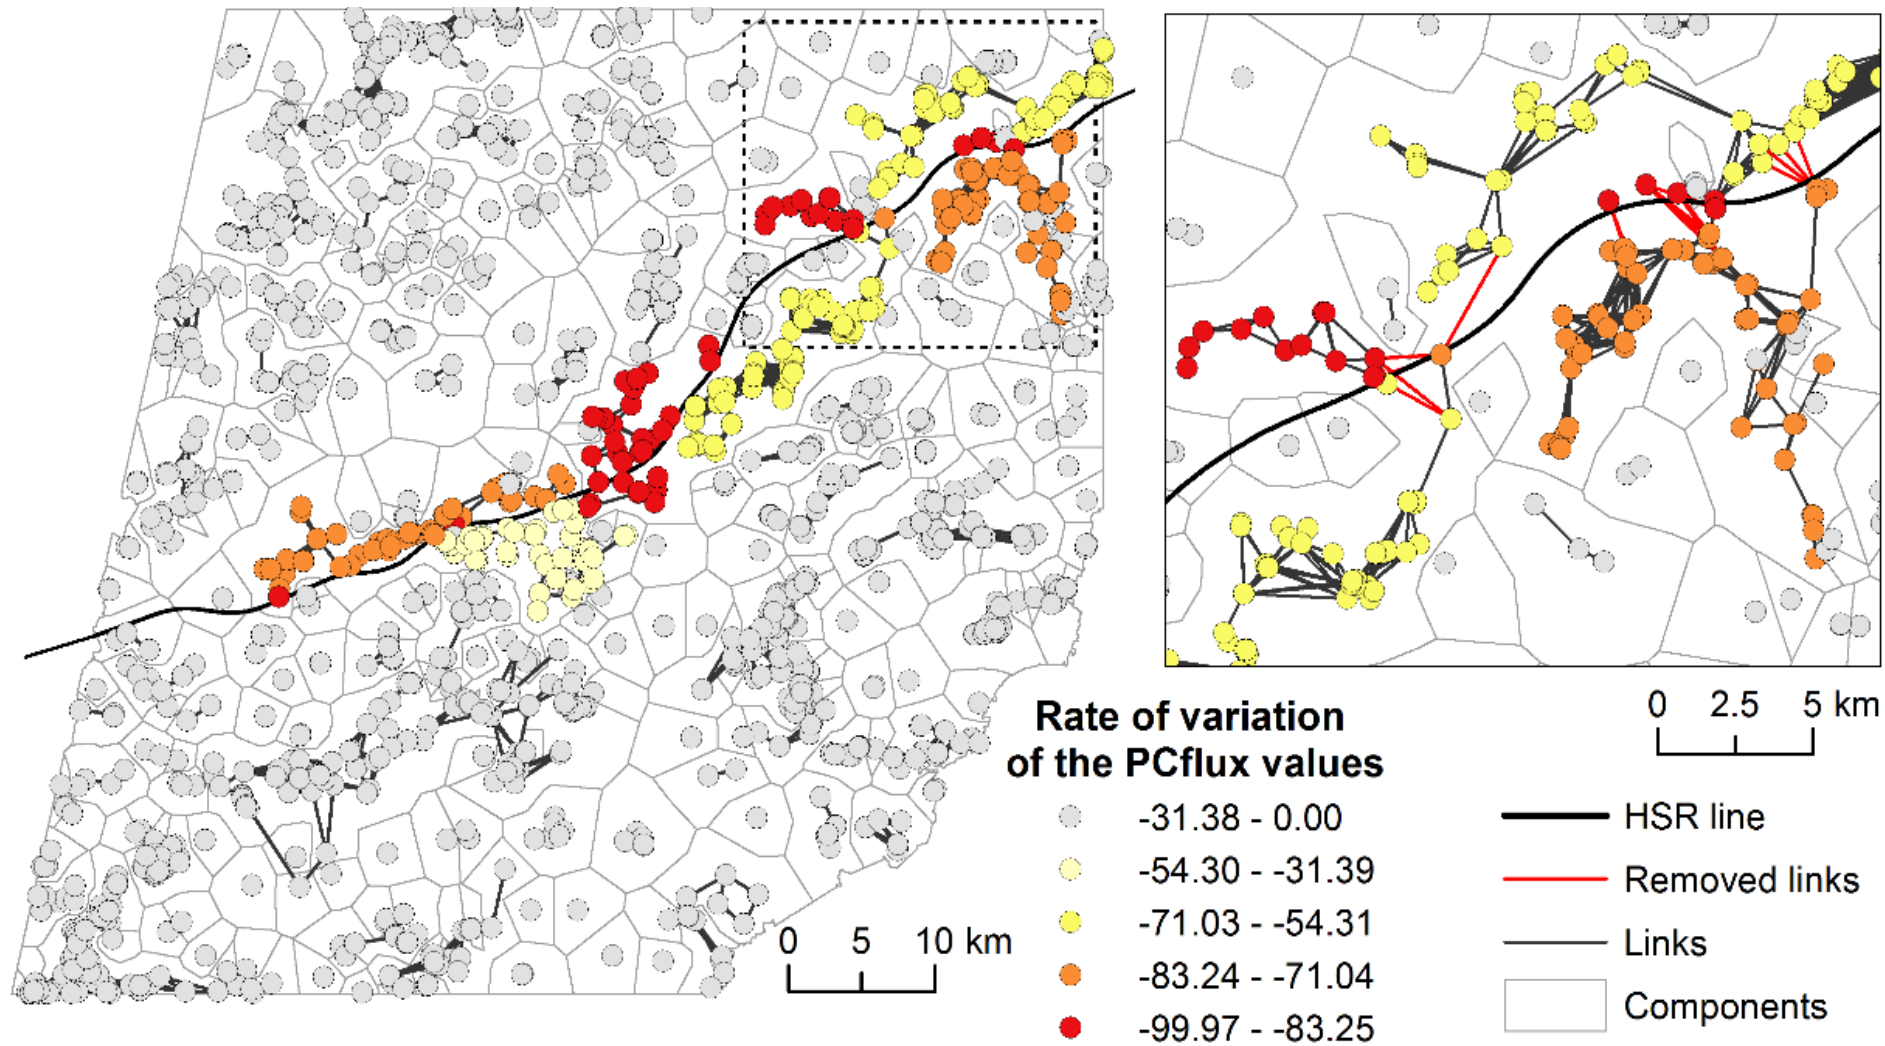 0 2.5 5 km
Rate of variation
of the PCflux values
-31.38 - 0.00
-54.30 - -31.39
-71.03 - -54.31
-83.24 - -71.04
-99.97 - -83.25
0 5 10 km
HSR line
Removed links
Links
Components